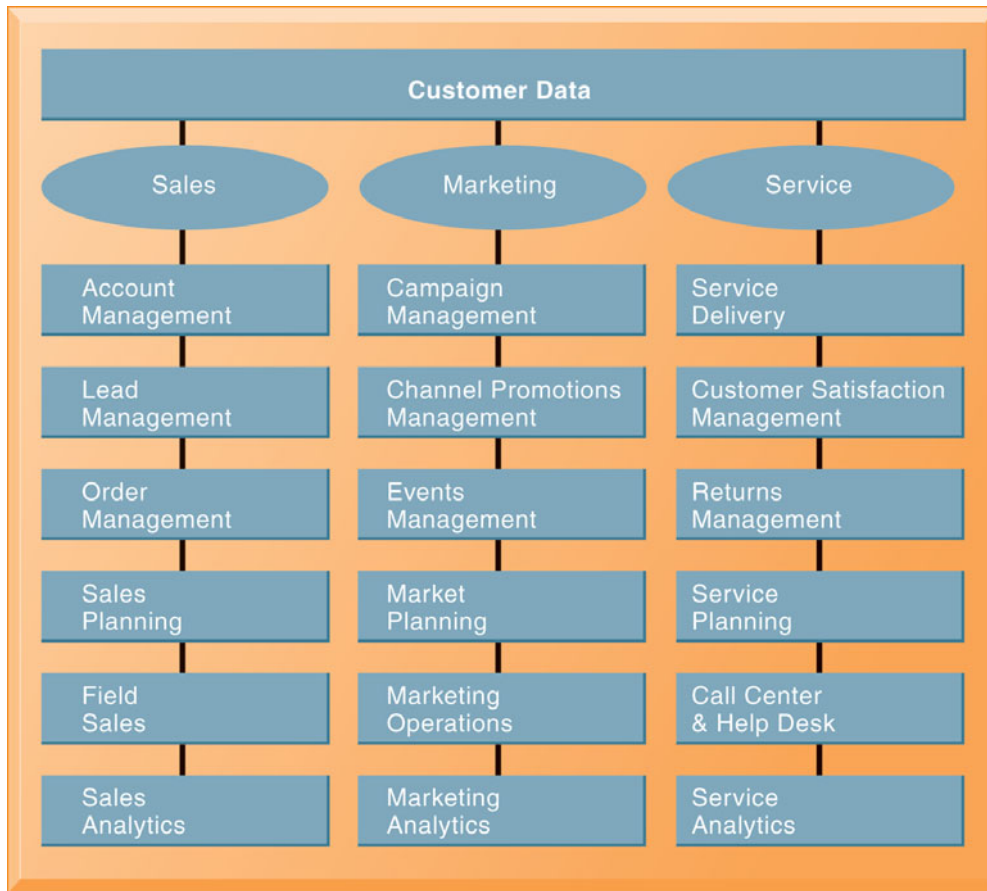 Customer Data
Sales
Marketing
Service
Account
Management
Lead
Management
Order
Management
Sales
Planning
Field
Sales
Sales
Analytics
Campaign
Management
Channel Promotions
Management
Events
Management
Market
Planning
Marketing
Operations
Marketing
Analytics
Service
Delivery
Customer Satisfaction
Management
Returns
Management
Service
Planning
Call Center
& Help Desk
Service
Analytics